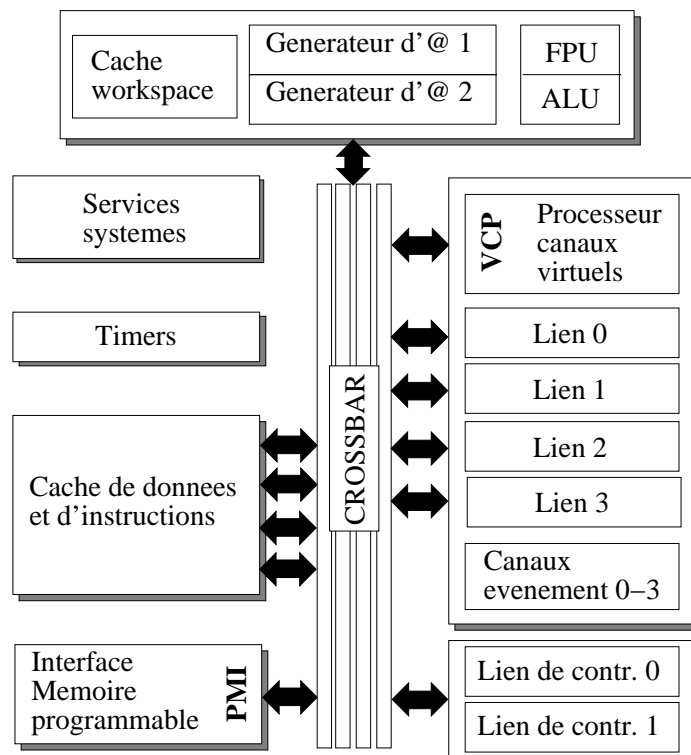 Cache
workspace
Generateur d'@ 1
Generateur d'@ 2
FPU
ALU
Services
systemes
Timers
Cache de donnees
et d'instructions
Interface
Memoire
programmable
PMI
CROSSBAR
VCP
Processeur
canaux
virtuels
Lien 0
Lien 1
Lien 2
Lien 3
Canaux
evenement 0−3
Lien de contr. 0
Lien de contr. 1